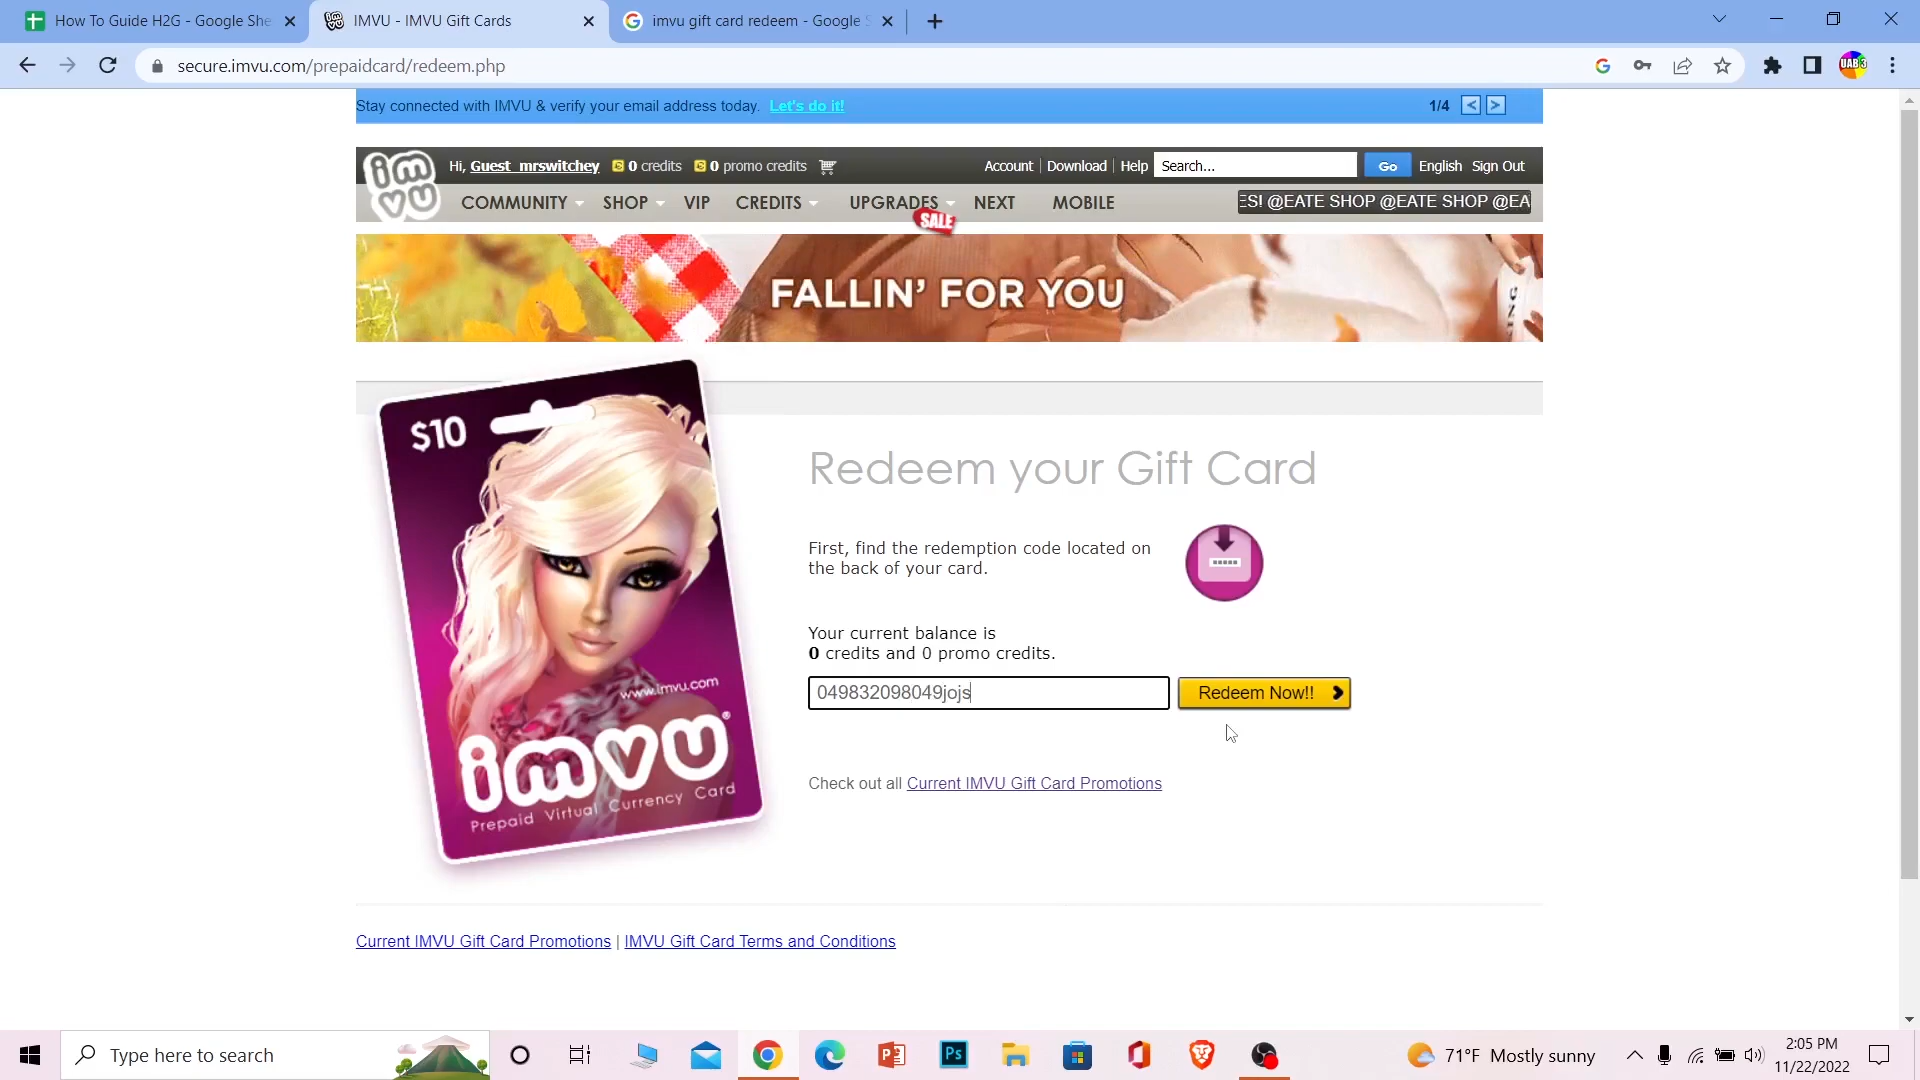 How To Guide H2G - Google She
IMVU - IMVU Gift Cards
imvu gift card redeem - Google S
secure.imvu.com/prepaidcard/redeem.php
UAB 3
Stay connected with IMVU & verify your email address today. Let's do it!
1/4 < >
imvu
Hi, Guest_mrswitchey 0 credits 0 promo credits
Account | Download | Help Search... Go English Sign Out
COMMUNITY SHOP VIP CREDITS UPGRADES NEXT MOBILE
SALE
ES! @EATE SHOP @EATE SHOP @EA
FALLIN' FOR YOU
$10
www.imvu.com
imvu®
Prepaid Virtual Currency Card
Redeem your Gift Card
First, find the redemption code located on
the back of your card.
Your current balance is
0 credits and 0 promo credits.
049832098049jojs
Redeem Now!!
Check out all Current IMVU Gift Card Promotions
Current IMVU Gift Card Promotions | IMVU Gift Card Terms and Conditions
Type here to search
Ps
71°F Mostly sunny
2:05 PM
11/22/2022